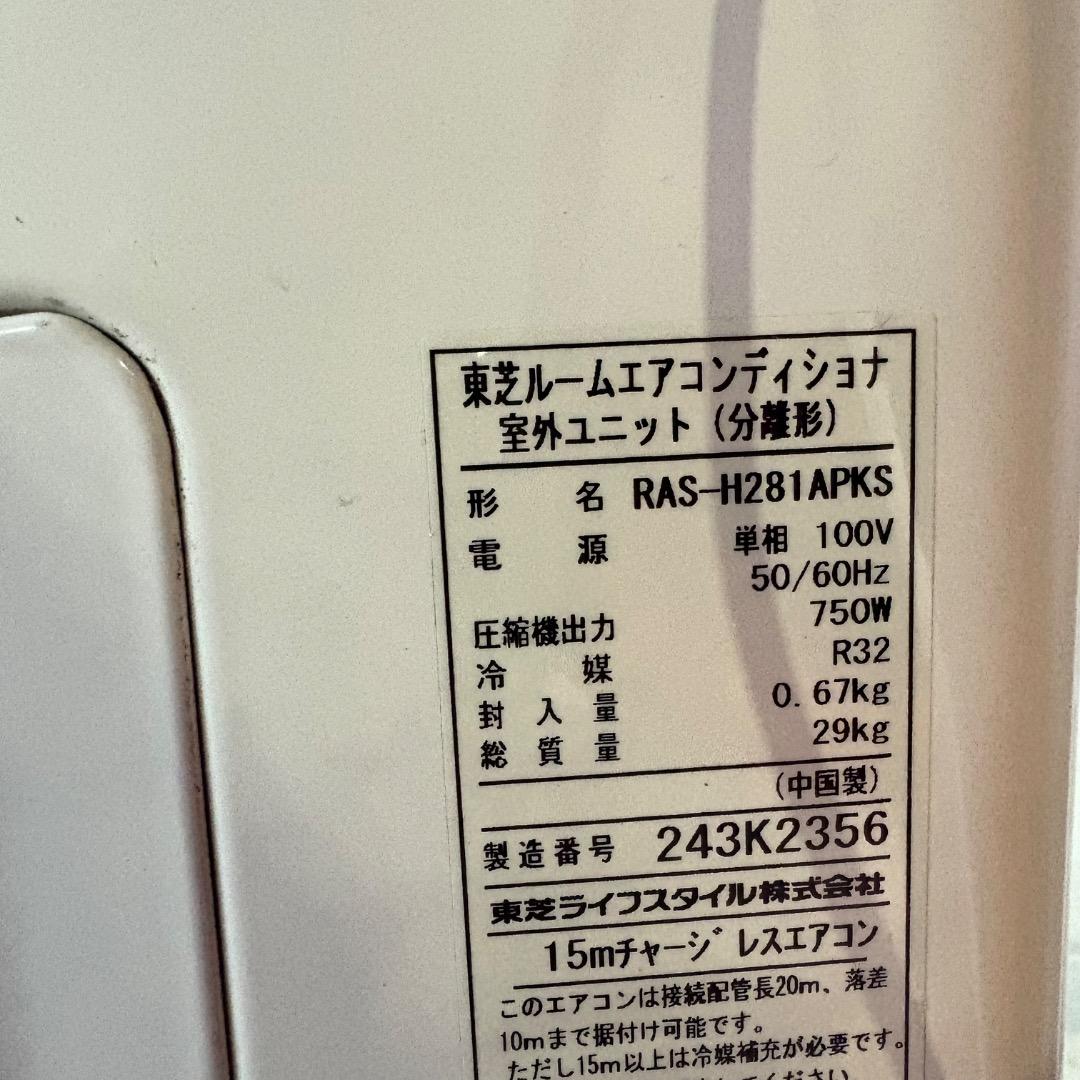 東芝ルームエアコンディショナ
室外ユニット(分離形)
形名 RAS-H281APKS
電源 単相 100V
50/60Hz
圧縮機出力 750W
冷媒 R32
封入量 0.67kg
総質量 29kg
(中国製)
製造番号 243K2356
東芝ライフスタイル株式会社
15mチャージレスエアコン
このエアコンは接続配管長20m、落差
10mまで据付け可能です。
ただし15m以上は冷媒補充が必要です。